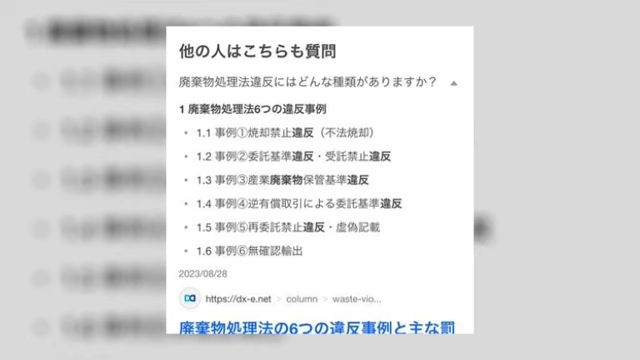 他の人はこちらも質問
廃棄物処理法違反にはどんな種類がありますか？
1 廃棄物処理法6つの違反事例
• 1.1 事例①焼却禁止違反（不法焼却）
• 1.2 事例②委託基準違反・受託禁止違反
• 1.3 事例③産業廃棄物保管基準違反
• 1.4 事例④逆有償取引による委託基準違反
• 1.5 事例⑤再委託禁止違反・虚偽記載
• 1.6 事例⑥無確認輸出
2023/08/28
https://dx-e.net > column > waste-vio...
廃棄物処理法の6つの違反事例と主な罰